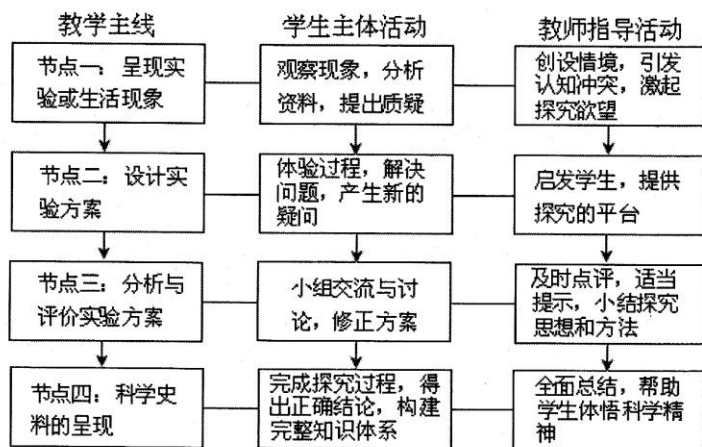 教学主线
学生主体活动
教师指导活动
节点一：呈现实
验或生活现象
观察现象，分析
资料，提出质疑
创设情境，引发
认知冲突，激起
探究欲望
节点二：设计实
验方案
体验过程，解决
问题，产生新的
疑问
启发学生，提供
探究的平台
节点三：分析与
评价实验方案
小组交流与讨
论，修正方案
及时点评，适当
提示，小结探究
思想和方法
节点四：科学史
料的呈现
完成探究过程，得
出正确结论，构建
完整知识体系
全面总结，帮助
学生体悟科学精
神